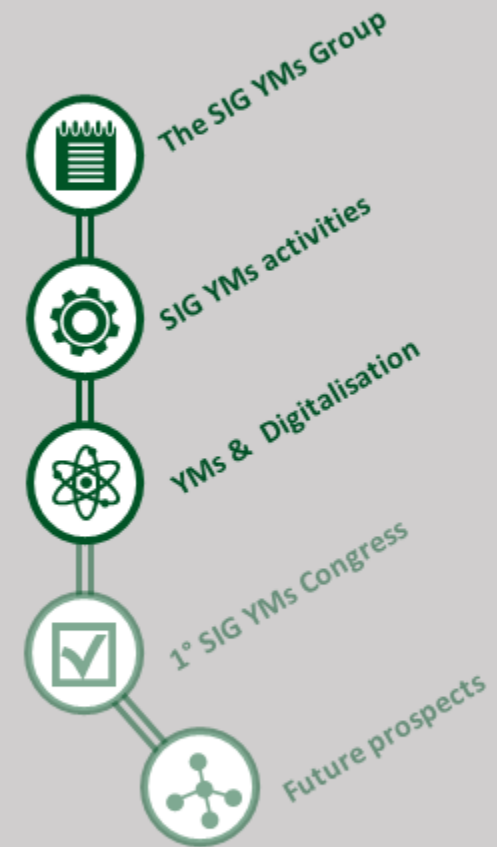 The SIG YMs Group
SIG YMs activities
YMs & Digitalisation
1° SIG YMs Congress
Future prospects